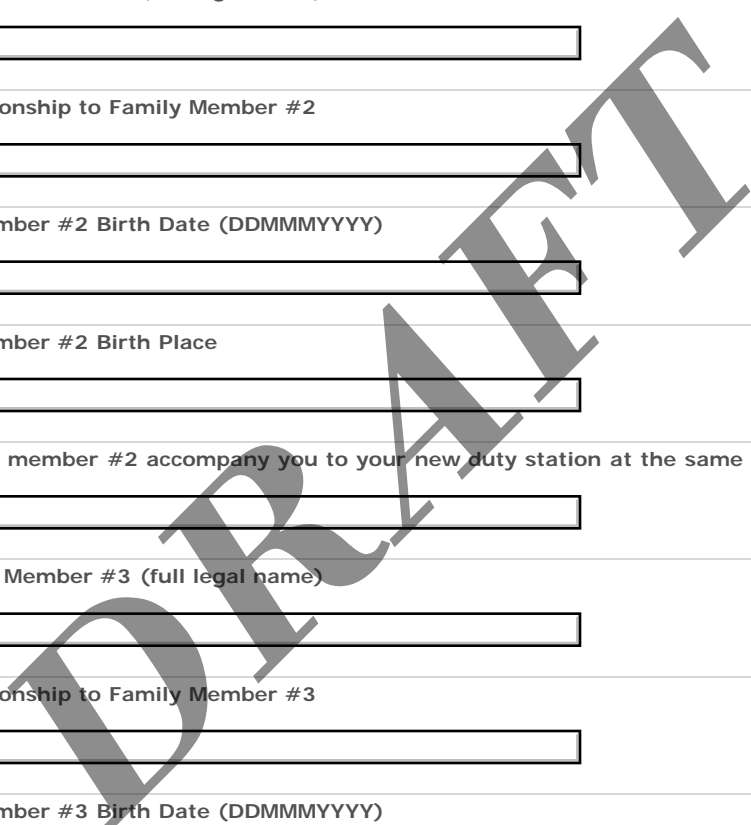 onship to Family Member #2
mber #2 Birth Date (DDMMMYYYY)
mber #2 Birth Place
member #2 accompany you to your new duty station at the same
Member #3 (full legal name)
onship to Family Member #3
mber #3 Birth Date (DDMMMYYYY)
DRAFT